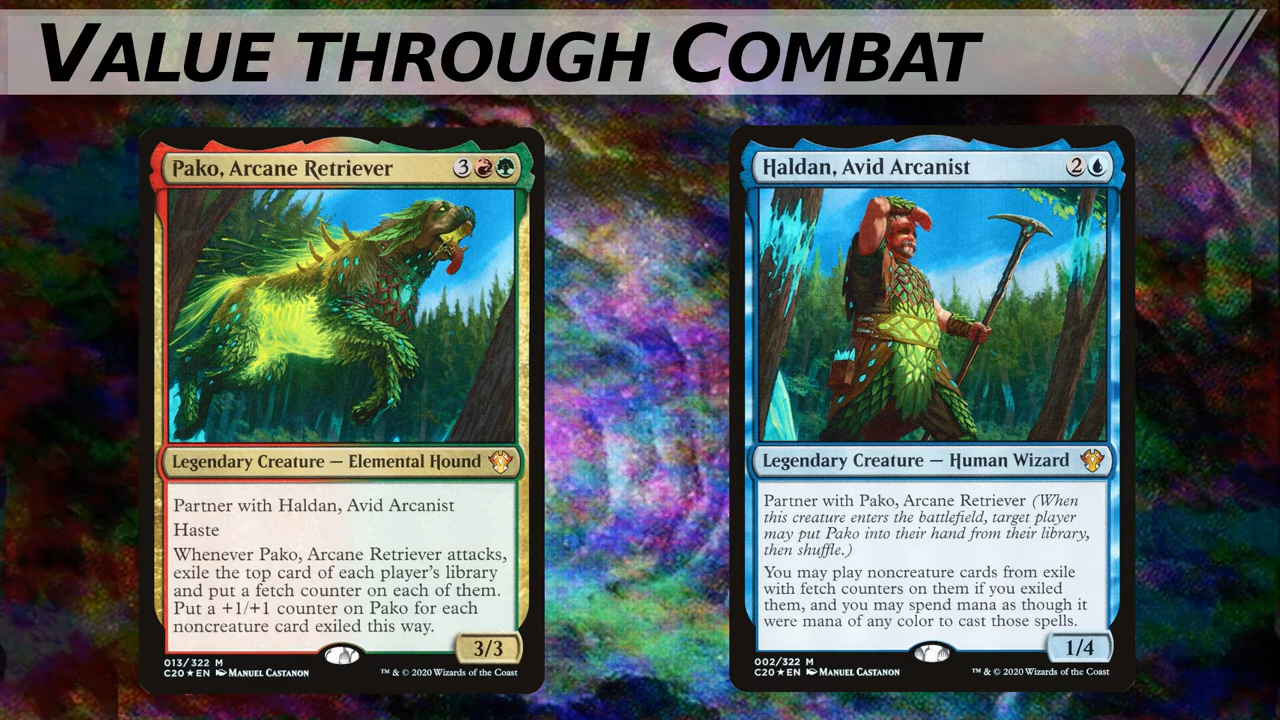 VALUE THROUGH COMBAT
Pako, Arcane Retriever 3
Legendary Creature — Elemental Hound
Partner with Haldan, Avid Arcanist
Haste
Whenever Pako, Arcane Retriever attacks,
exile the top card of each player's library
and put a fetch counter on each of them.
Put a +1/+1 counter on Pako for each
noncreature card exiled this way.
3/3
013/322 M
C20 ★ EN Manuel Castanon
™ & © 2020 Wizards of the Coast
Haldan, Avid Arcanist 2
Legendary Creature — Human Wizard
Partner with Pako, Arcane Retriever (When
this creature enters the battlefield, target player
may put Pako into their hand from their library,
then shuffle.)
You may play noncreature cards from exile
with fetch counters on them if you exiled
them, and you may spend mana as though it
were mana of any color to cast those spells.
1/4
002/322 M
C20 ★ EN Manuel Castanon
™ & © 2020 Wizards of the Coast